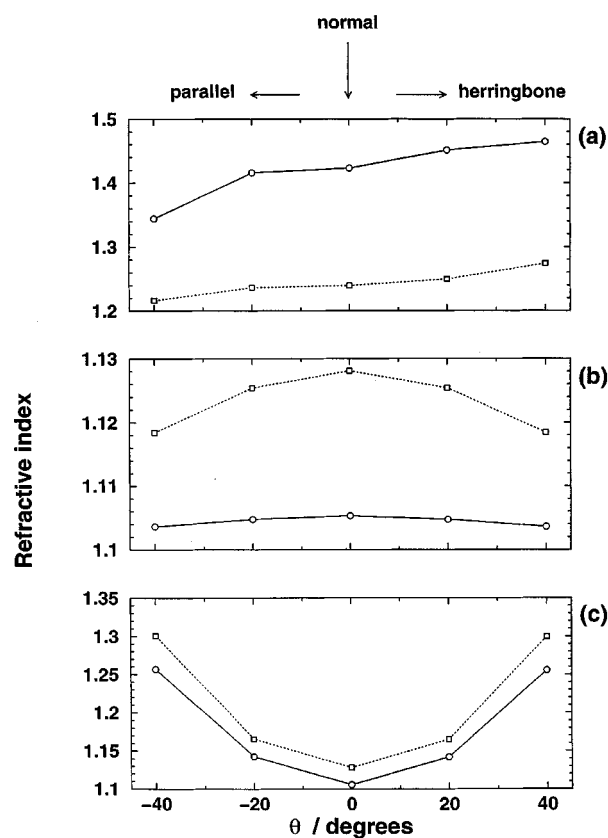 normal
parallel herringbone
1.5
1.4
1.3
1.2
(a)
1.13
1.12
1.11
1.1
(b)
Refractive index
1.35
1.3
1.25
1.2
1.15
1.1
(c)
−40 −20 0 20 40
θ / degrees